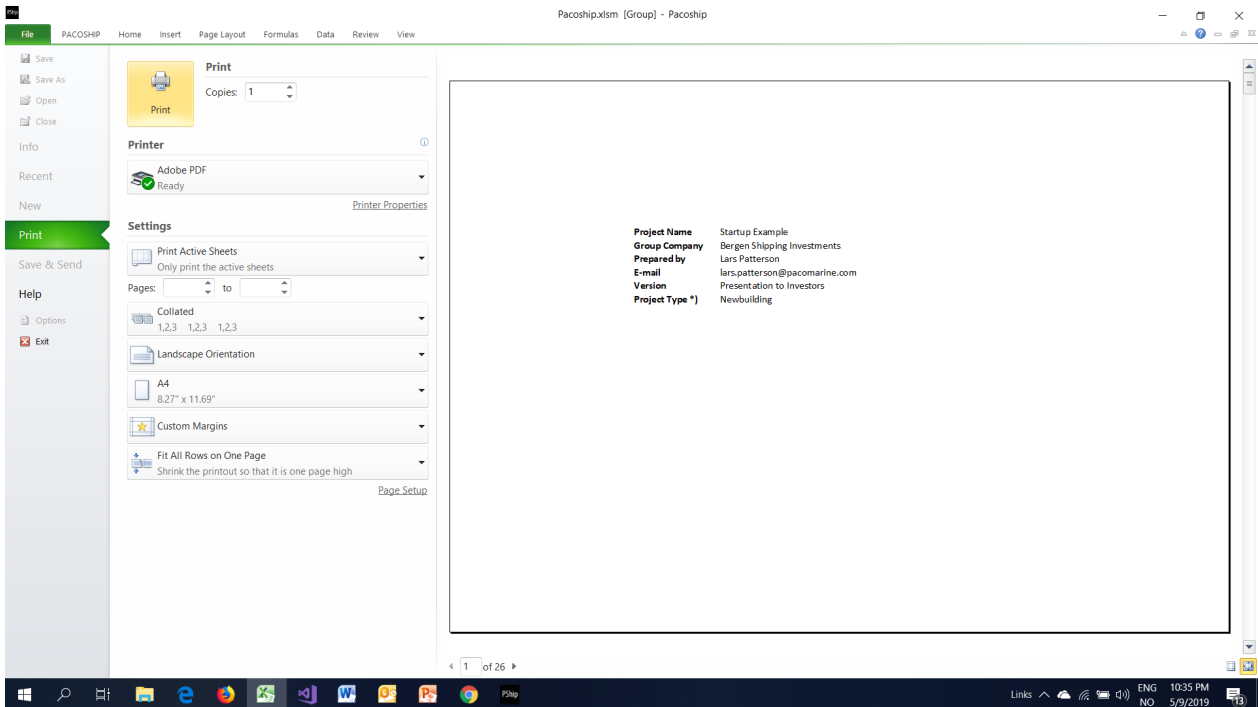 PShip
Pacoship.xlsm [Group] - Pacoship
File PACOSHIP Home Insert Page Layout Formulas Data Review View
Save
Save As
Open
Close
Info
Recent
New
Print
Save & Send
Help
Options
Exit
Print
Print
Copies: 1
Printer
Adobe PDF
Ready
Printer Properties
Settings
Print Active Sheets
Only print the active sheets
Pages: to
Collated
1,2,3 1,2,3 1,2,3
Landscape Orientation
A4
8.27" x 11.69"
Custom Margins
Fit All Rows on One Page
Shrink the printout so that it is one page high
Page Setup
Project Name Startup Example
Group Company Bergen Shipping Investments
Prepared by Lars Patterson
E-mail lars.patterson@pacomarine.com
Version Presentation to Investors
Project Type *) Newbuilding
1 of 26
PShip
Links
ENG
NO
10:35 PM
5/9/2019
13